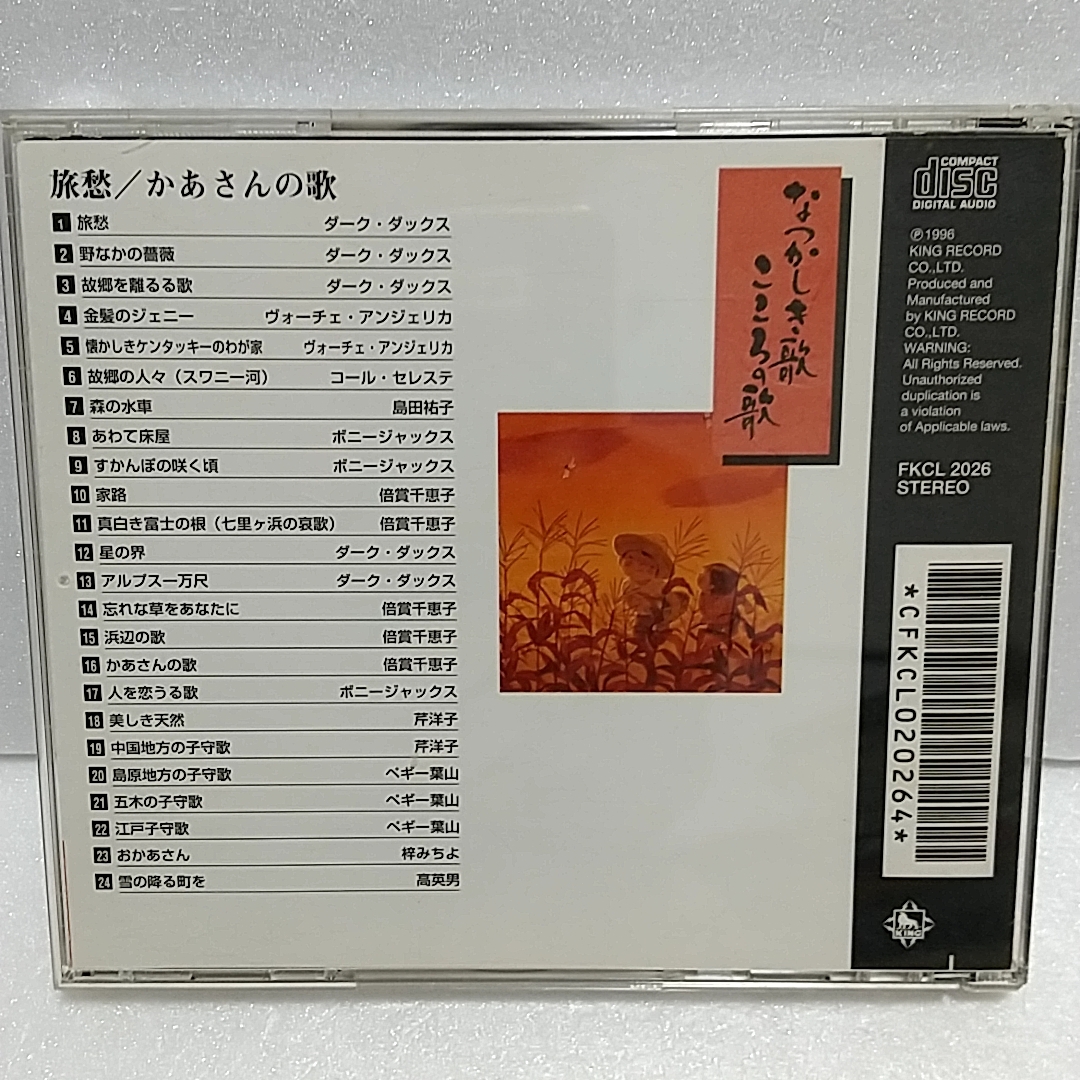 旅愁／かあさんの歌
1 旅愁 ダーク・ダックス
2 野なかの薔薇 ダーク・ダックス
3 故郷を離るる歌 ダーク・ダックス
4 金髪のジェニー ヴォーチェ・アンジェリカ
5 懐かしきケンタッキーのわが家 ヴォーチェ・アンジェリカ
6 故郷の人々（スワニー河） コール・セレステ
7 森の水車 島田祐子
8 あわて床屋 ボニージャックス
9 すかんぽの咲く頃 ボニージャックス
10 家路 倍賞千恵子
11 真白き富士の根（七里ヶ浜の哀歌） 倍賞千恵子
12 星の界 ダーク・ダックス
13 アルプス一万尺 ダーク・ダックス
14 忘れな草をあなたに 倍賞千恵子
15 浜辺の歌 倍賞千恵子
16 かあさんの歌 倍賞千恵子
17 人を恋うる歌 ボニージャックス
18 美しき天然 芹洋子
19 中国地方の子守歌 芹洋子
20 島原地方の子守歌 ペギー葉山
21 五木の子守歌 ペギー葉山
22 江戸子守歌 ペギー葉山
23 おかあさん 梓みちよ
24 雪の降る町を 高英男
なつかしき歌
こころの歌
COMPACT
disc
DIGITAL AUDIO
Ⓟ1996
KING RECORD
CO.,LTD.
Produced and
Manufactured
by KING RECORD
CO.,LTD.
WARNING:
All Rights Reserved.
Unauthorized
duplication is
a violation
of Applicable laws.
FKCL 2026
STEREO
*CFKCL020264*
KING